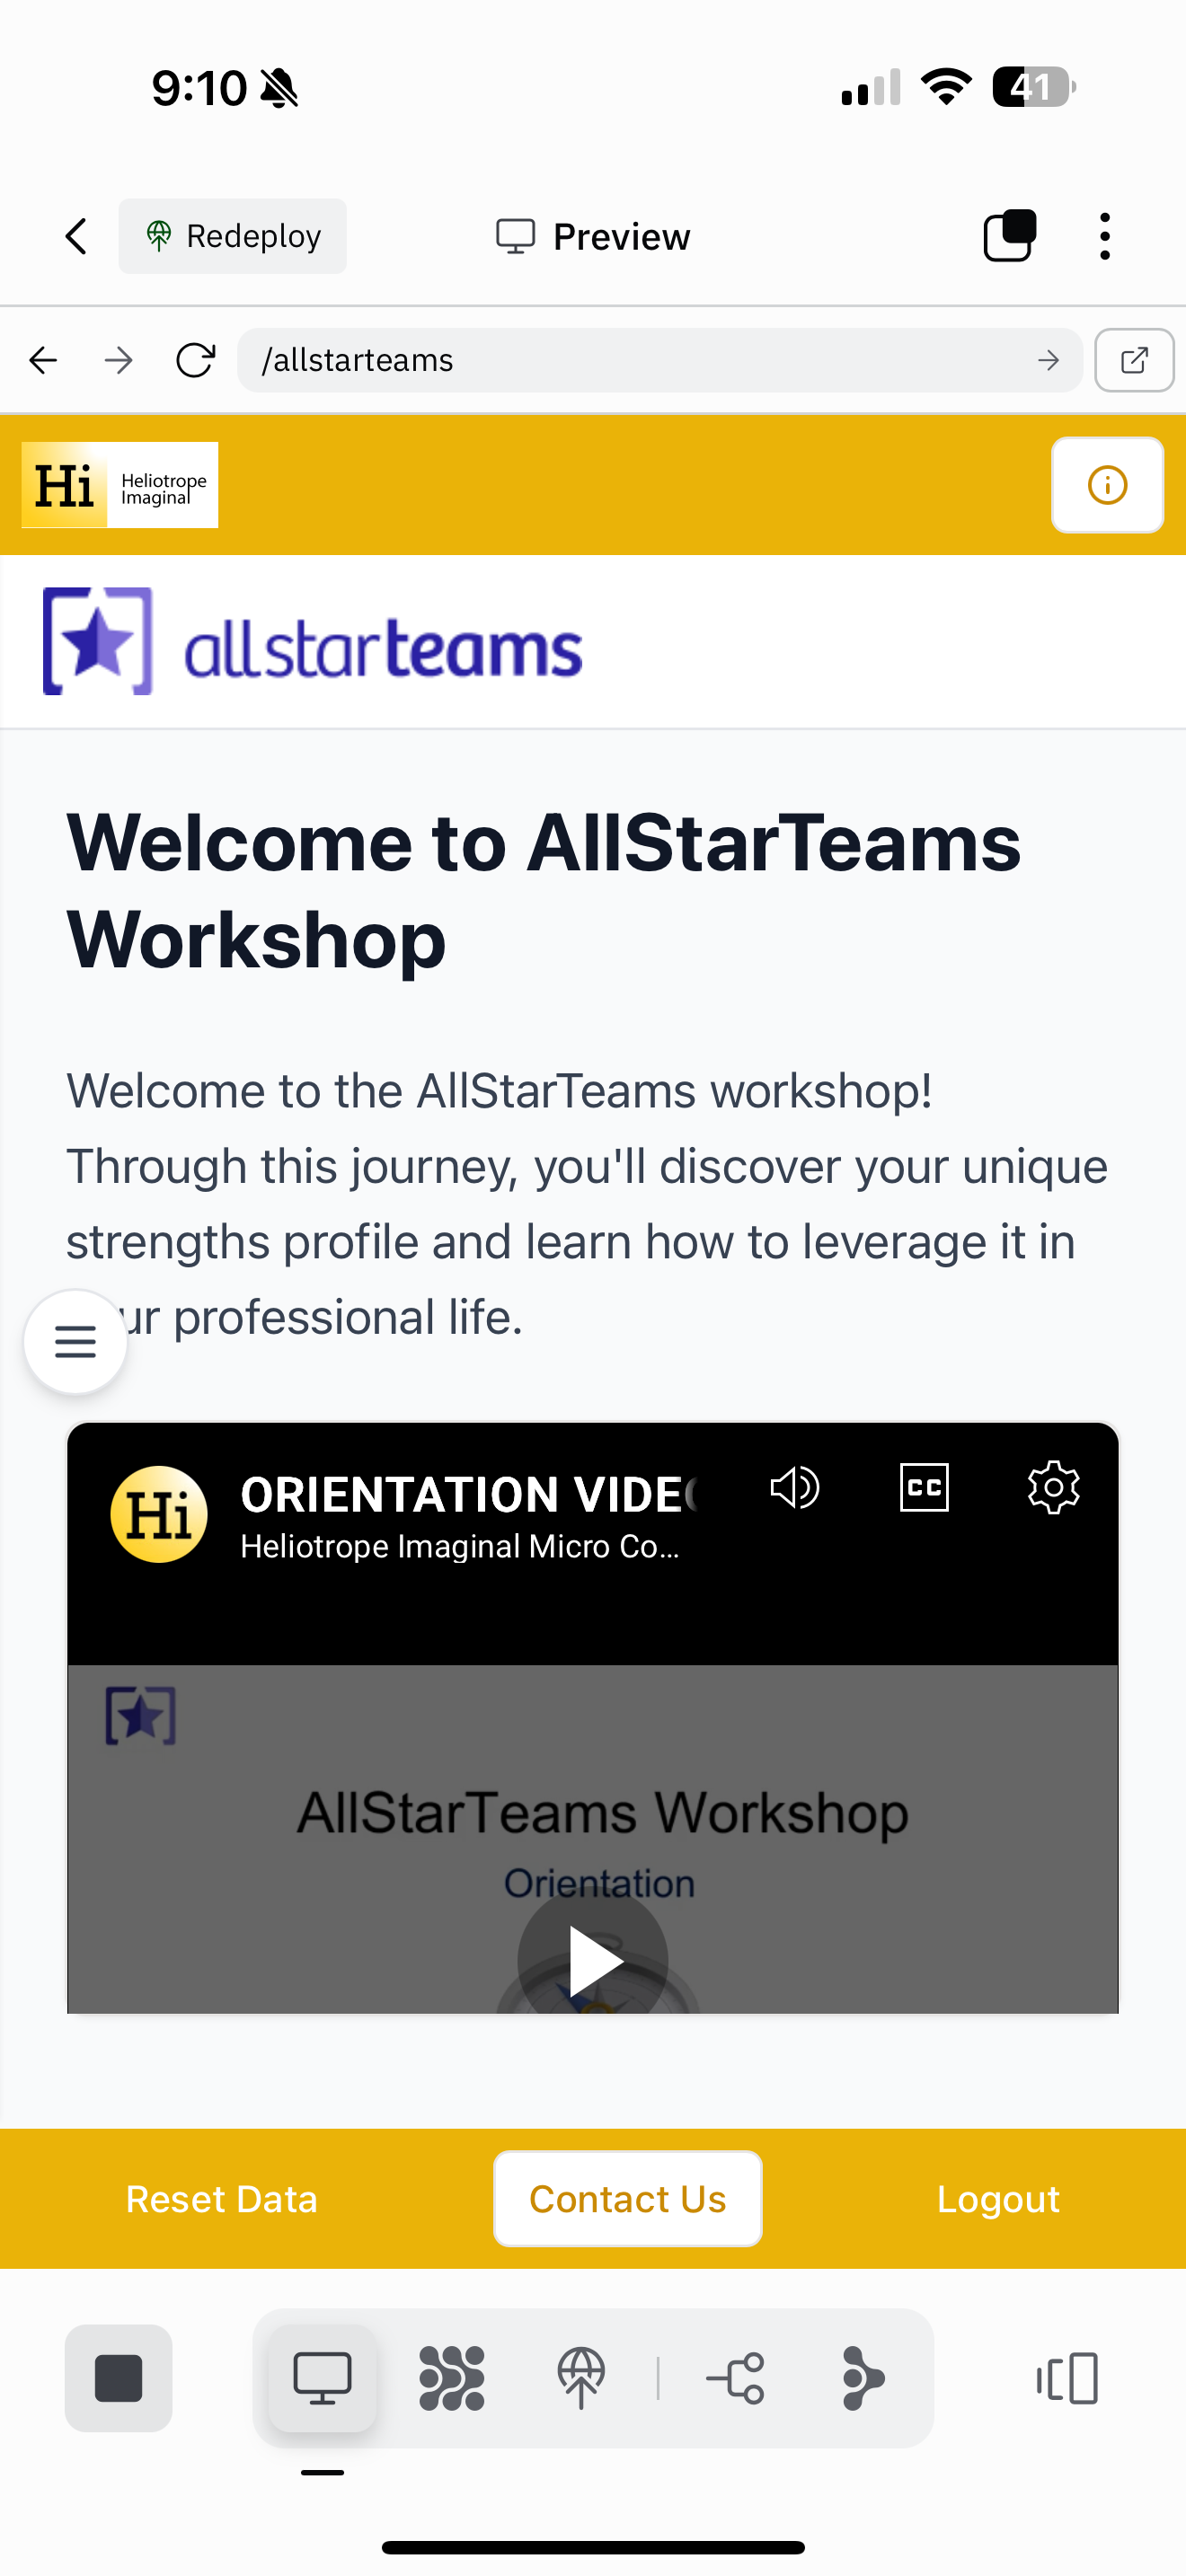 9:10
41
Redeploy
Preview
/allstarteams
Hi Heliotrope
Imaginal
allstarteams
Welcome to AllStarTeams
Workshop
Welcome to the AllStarTeams workshop!
Through this journey, you'll discover your unique
strengths profile and learn how to leverage it in
ur professional life.
Hi
ORIENTATION VIDE
CC
Heliotrope Imaginal Micro Co...
AllStarTeams Workshop
Orientation
Reset Data
Contact Us
Logout